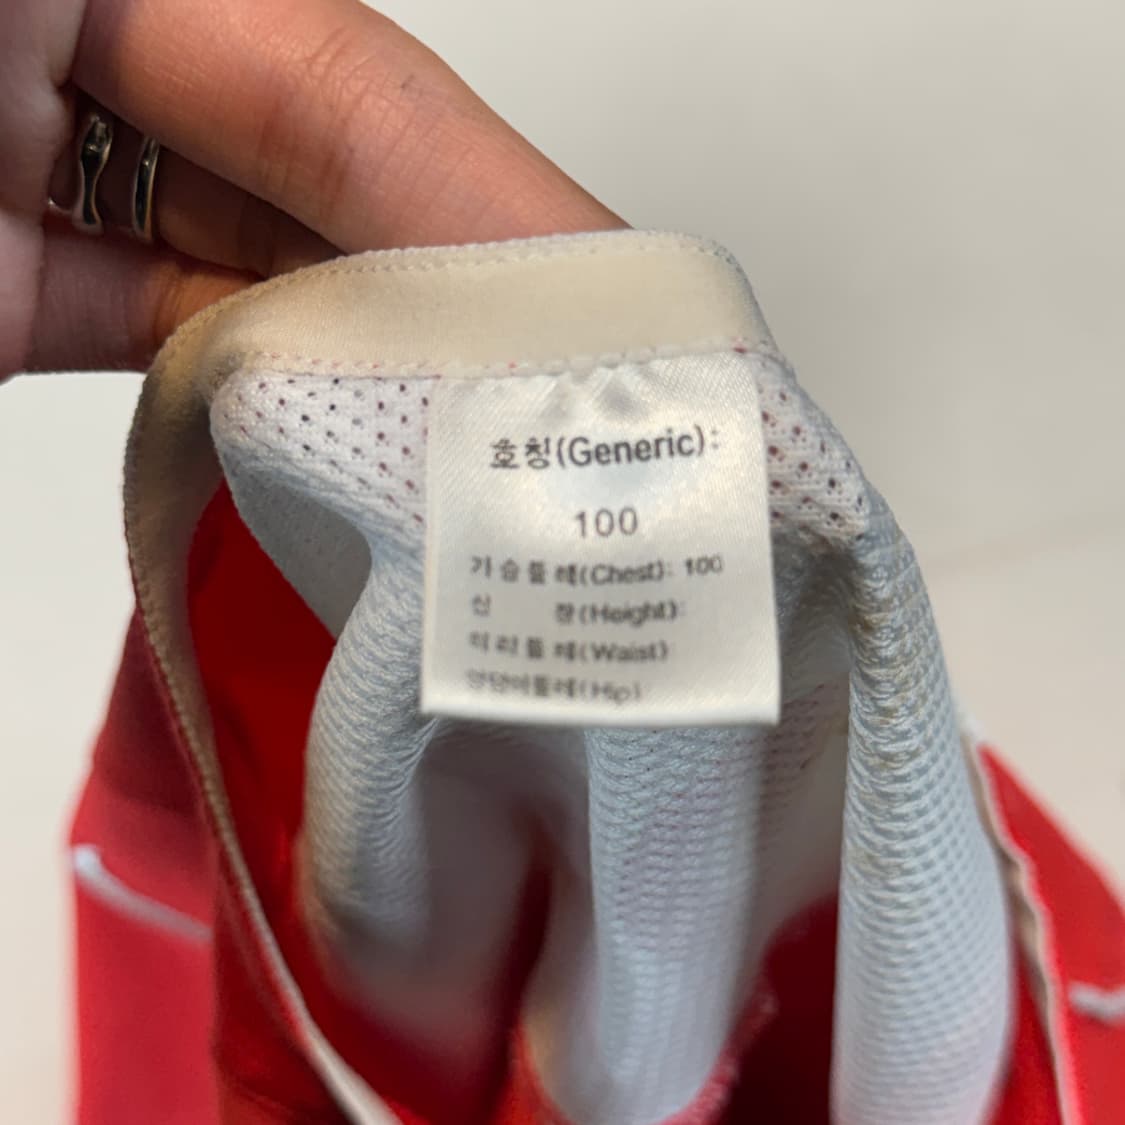 호칭(Generic):
100
가슴둘레(Chest): 100
신 장(Height):
허리둘레(Waist):
엉덩이둘레(Hip):